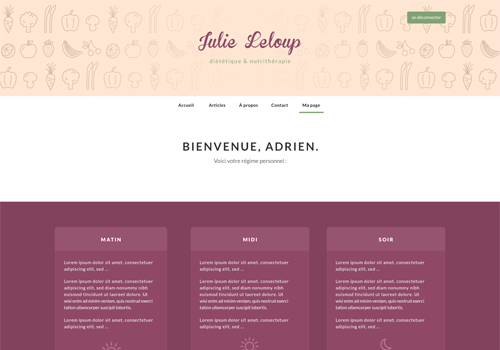 se déconnecter
Julie Leloup
diététique & nutrithérapie
Accueil Articles À propos Contact Ma page
BIENVENUE, ADRIEN.
Voici votre régime personnel :
MATIN
Lorem ipsum dolor sit amet, consectetuer
adipiscing elit, sed ...
Lorem ipsum dolor sit amet, consectetuer
adipiscing elit, sed diam nonummy nibh
euismod tincidunt ut laoreet dolore. Ut
wisi enim ad minim veniam, quis nostrud exerci
tation ullamcorper suscipit lobortis.
Lorem ipsum dolor sit amet, consectetuer
adipiscing elit, sed ...
MIDI
Lorem ipsum dolor sit amet, consectetuer
adipiscing elit, sed ...
Lorem ipsum dolor sit amet, consectetuer
adipiscing elit, sed diam nonummy nibh
euismod tincidunt ut laoreet dolore. Ut
wisi enim ad minim veniam, quis nostrud exerci
tation ullamcorper suscipit lobortis.
Lorem ipsum dolor sit amet, consectetuer
adipiscing elit, sed ...
SOIR
Lorem ipsum dolor sit amet, consectetuer
adipiscing elit, sed ...
Lorem ipsum dolor sit amet, consectetuer
adipiscing elit, sed diam nonummy nibh
euismod tincidunt ut laoreet dolore. Ut
wisi enim ad minim veniam, quis nostrud exerci
tation ullamcorper suscipit lobortis.
Lorem ipsum dolor sit amet, consectetuer
adipiscing elit, sed ...